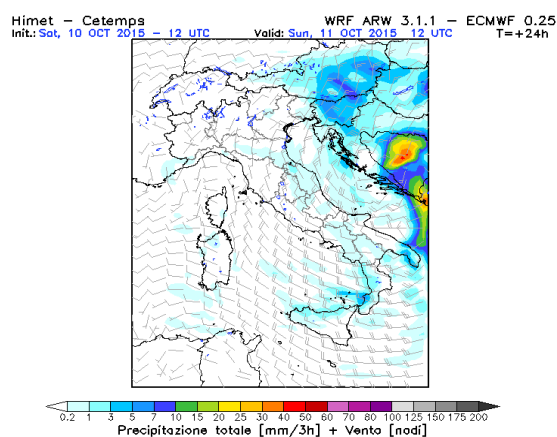 Himet – Cetemps WRF ARW 3.1.1 – ECMWF 0.25
Init.: Sat, 10 OCT 2015 – 12 UTC Valid: Sun, 11 OCT 2015 12 UTC T=+24h
0.2 1 3 5 10 15 20 25 30 40 50 60 70 80 90 100 125 150 175 200
Precipitazione totale [mm/3h] + Vento [nodi]